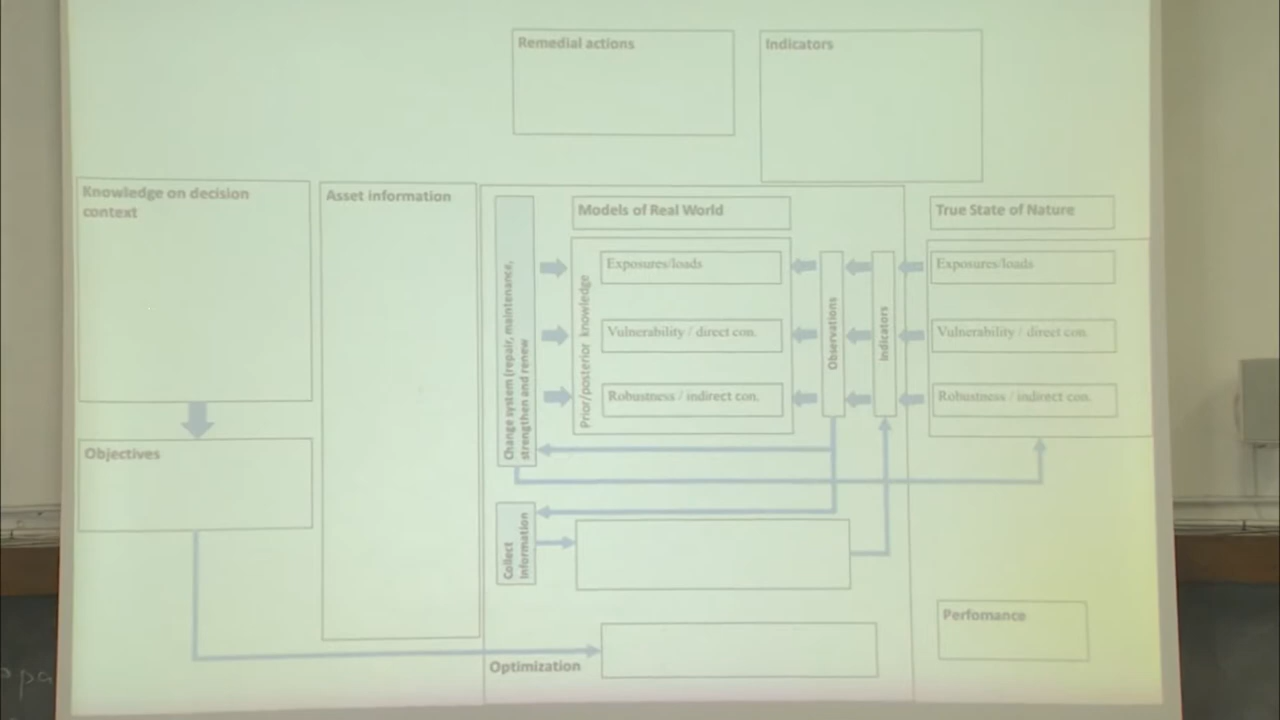 Remedial actions
Indicators
Knowledge on decision
context
Asset information
Models of Real World
True State of Nature
Change system (repair, maintenance,
strengthen and renew
Prior/posterior knowledge
Exposures/loads
Vulnerability / direct con.
Robustness / indirect con.
Observations
Indicators
Exposures/loads
Vulnerability / direct con.
Robustness / indirect con.
Objectives
Collect
Information
Perfomance
Optimization
opa